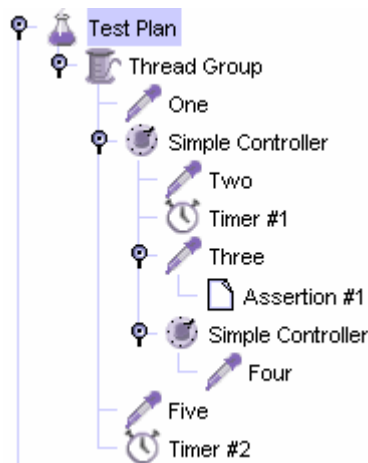 Test Plan
Thread Group
One
Simple Controller
Two
Timer #1
Three
Assertion #1
Simple Controller
Four
Five
Timer #2